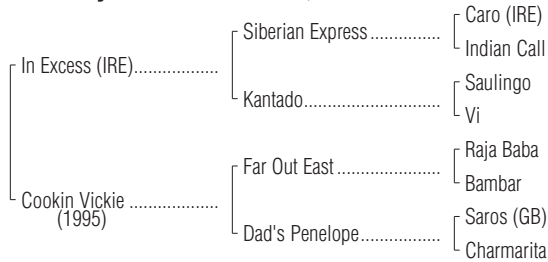 Siberian Express
Caro (IRE)
Indian Call
In Excess (IRE)
Kantado
Saulingo
Vi
Far Out East
Raja Baba
Bambar
Cookin Vickie
(1995)
Dad's Penelope
Saros (GB)
Charmarita